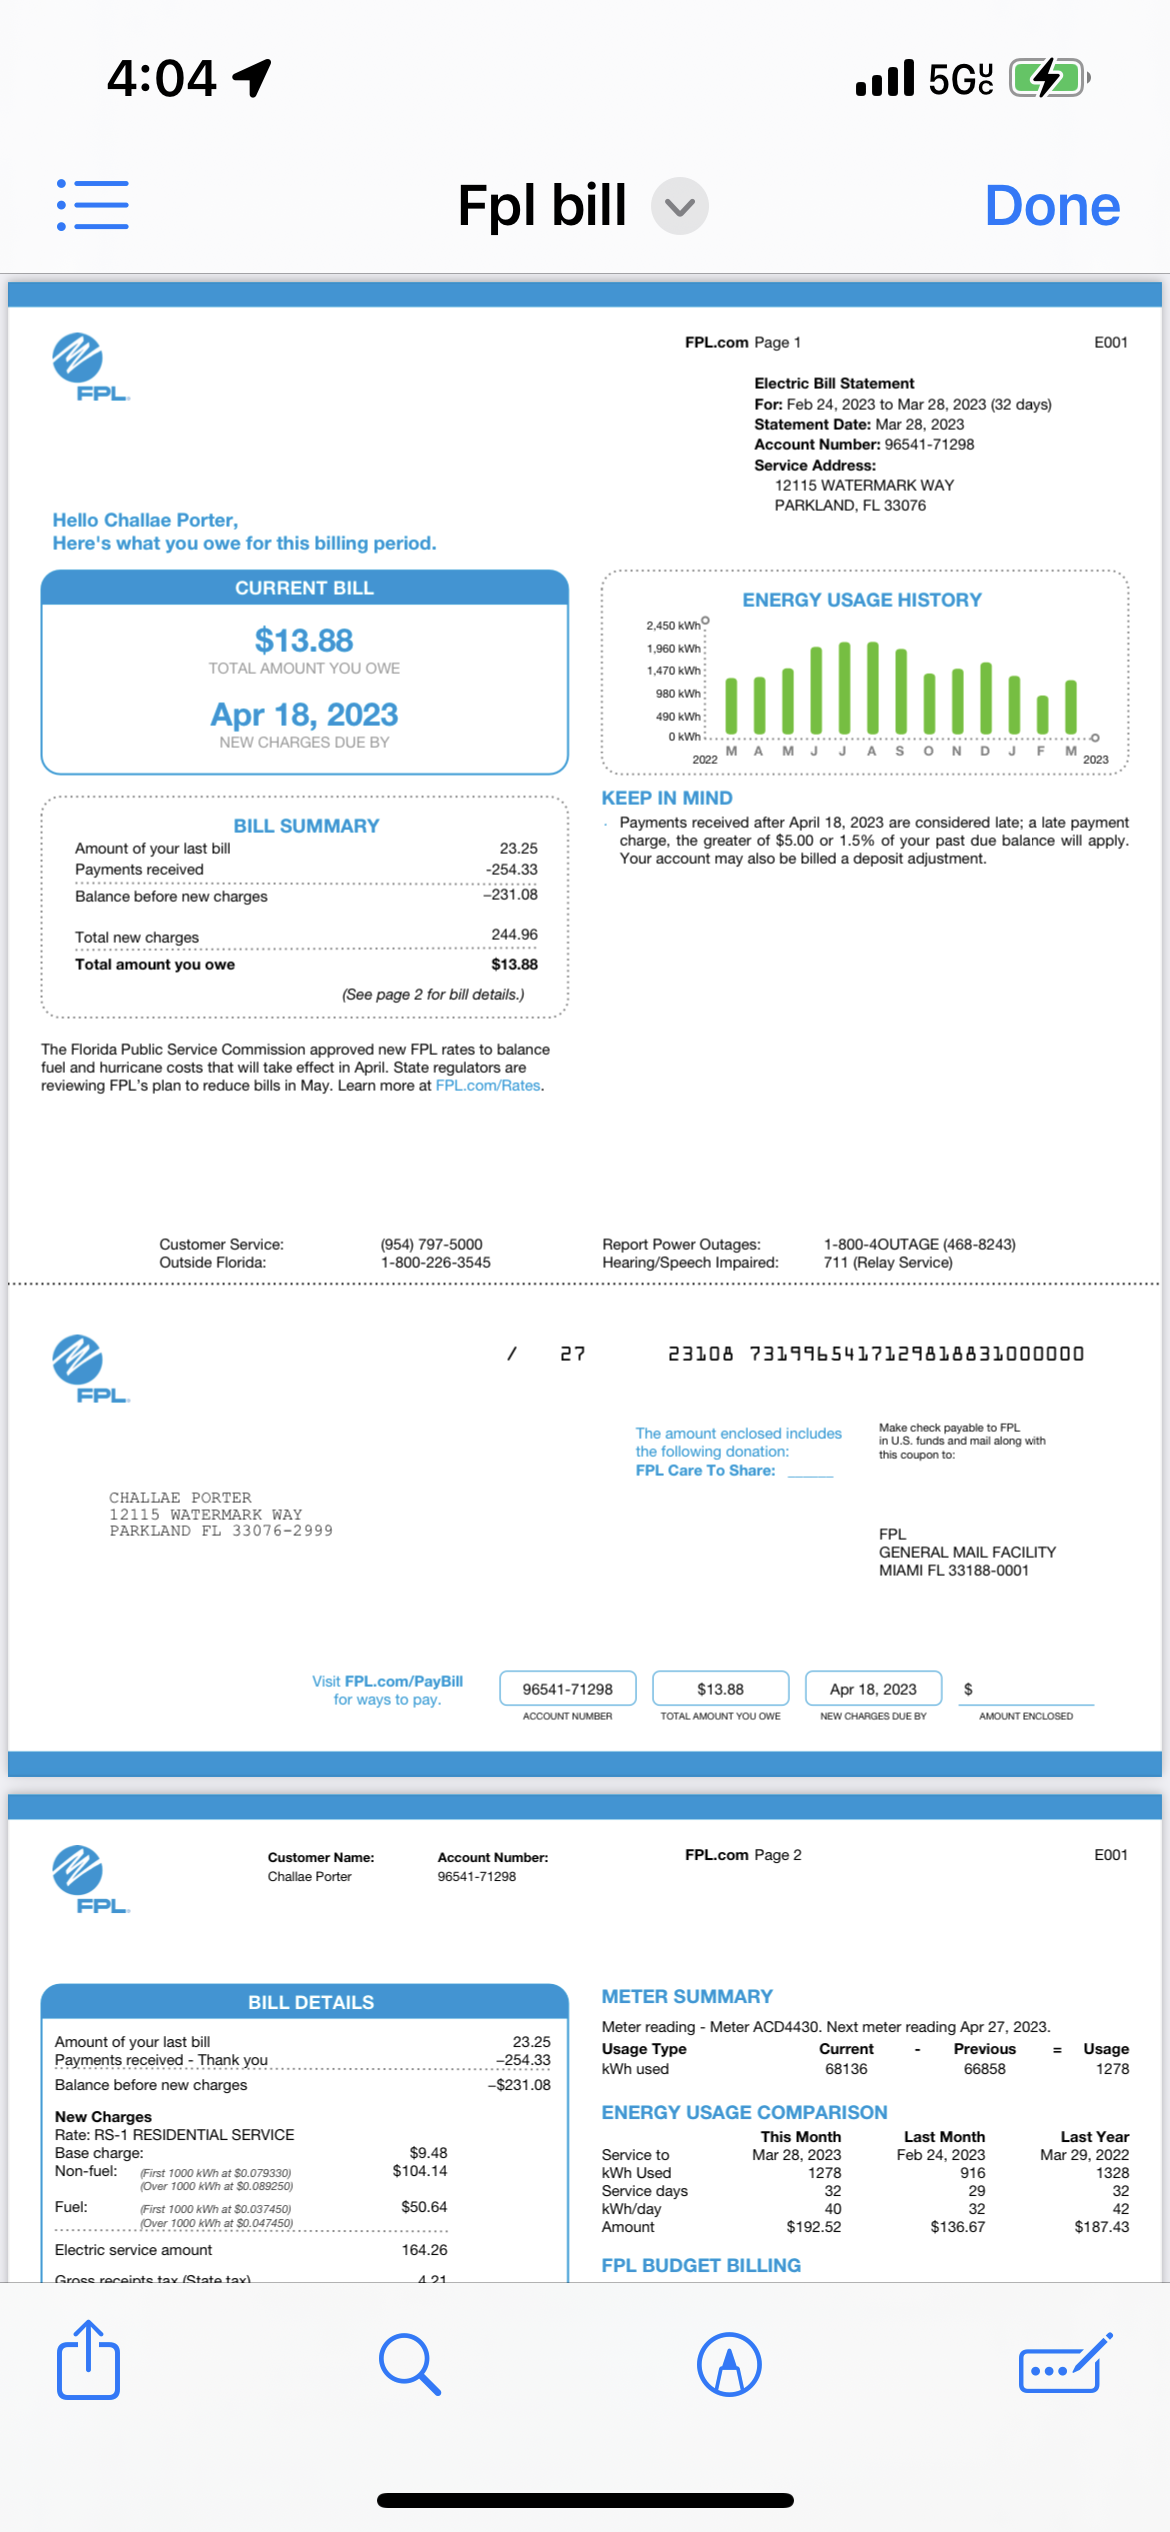 4:04
5GUC
Fpl bill
Done
FPL.
FPL.com Page 1
E001
Electric Bill Statement
For: Feb 24, 2023 to Mar 28, 2023 (32 days)
Statement Date: Mar 28, 2023
Account Number: 96541-71298
Service Address:
12115 WATERMARK WAY
PARKLAND, FL 33076
Hello Challae Porter,
Here's what you owe for this billing period.
CURRENT BILL
$13.88
TOTAL AMOUNT YOU OWE
Apr 18, 2023
NEW CHARGES DUE BY
ENERGY USAGE HISTORY
2,450 kWh
1,960 kWh
1,470 kWh
980 kWh
490 kWh
0 kWh
M A M J J A S O N D J F M
2022
2023
BILL SUMMARY
Amount of your last bill 23.25
Payments received -254.33
Balance before new charges –231.08
Total new charges 244.96
Total amount you owe $13.88
(See page 2 for bill details.)
KEEP IN MIND
· Payments received after April 18, 2023 are considered late; a late payment
charge, the greater of $5.00 or 1.5% of your past due balance will apply.
Your account may also be billed a deposit adjustment.
The Florida Public Service Commission approved new FPL rates to balance
fuel and hurricane costs that will take effect in April. State regulators are
reviewing FPL's plan to reduce bills in May. Learn more at FPL.com/Rates.
Customer Service: (954) 797-5000
Outside Florida: 1-800-226-3545
Report Power Outages: 1-800-4OUTAGE (468-8243)
Hearing/Speech Impaired: 711 (Relay Service)
FPL.
/ 27 23108 7319965417129818831000000
The amount enclosed includes
the following donation:
FPL Care To Share: ______
Make check payable to FPL
in U.S. funds and mail along with
this coupon to:
CHALLAE PORTER
12115 WATERMARK WAY
PARKLAND FL 33076-2999
FPL
GENERAL MAIL FACILITY
MIAMI FL 33188-0001
Visit FPL.com/PayBill
for ways to pay.
96541-71298
ACCOUNT NUMBER
$13.88
TOTAL AMOUNT YOU OWE
Apr 18, 2023
NEW CHARGES DUE BY
$
AMOUNT ENCLOSED
FPL.
Customer Name:
Challae Porter
Account Number:
96541-71298
FPL.com Page 2
E001
BILL DETAILS
Amount of your last bill 23.25
Payments received - Thank you –254.33
Balance before new charges –$231.08
New Charges
Rate: RS-1 RESIDENTIAL SERVICE
Base charge: $9.48
Non-fuel: (First 1000 kWh at $0.079330) $104.14
(Over 1000 kWh at $0.089250)
Fuel: (First 1000 kWh at $0.037450) $50.64
(Over 1000 kWh at $0.047450)
Electric service amount 164.26
Gross receipts tax (State tax) 4.21
METER SUMMARY
Meter reading - Meter ACD4430. Next meter reading Apr 27, 2023.
Usage Type Current - Previous = Usage
kWh used 68136 66858 1278
ENERGY USAGE COMPARISON
This Month Last Month Last Year
Service to Mar 28, 2023 Feb 24, 2023 Mar 29, 2022
kWh Used 1278 916 1328
Service days 32 29 32
kWh/day 40 32 42
Amount $192.52 $136.67 $187.43
FPL BUDGET BILLING